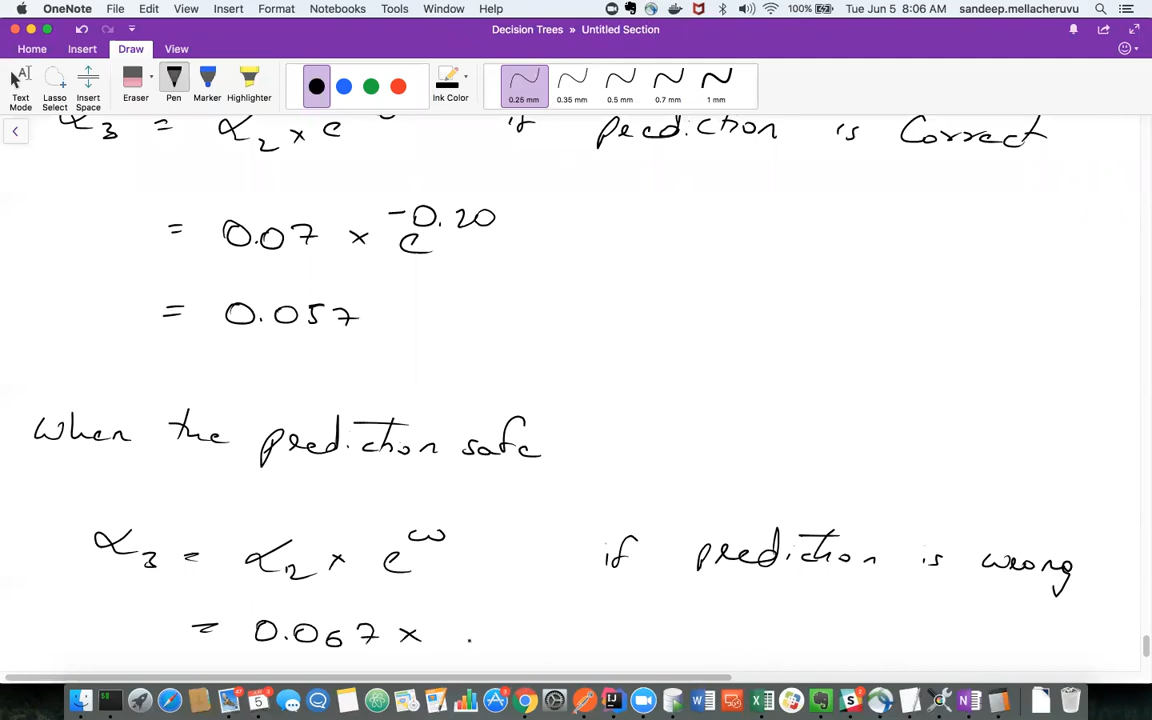 OneNote File Edit View Insert Format Notebooks Tools Window Help 100% Tue Jun 5 8:06 AM sandeep.mellacheruvu
Decision Trees » Untitled Section
Home Insert Draw View
Text Mode Lasso Select Insert Space Eraser Pen Marker Highlighter Ink Color 0.25 mm 0.35 mm 0.5 mm 0.7 mm 1 mm
α3 = α2 × e if prediction is Correct
= 0.07 × e^-0.20
= 0.057
When the prediction safe
α3 = α2 × e^ω if prediction is wrong
= 0.067 × .